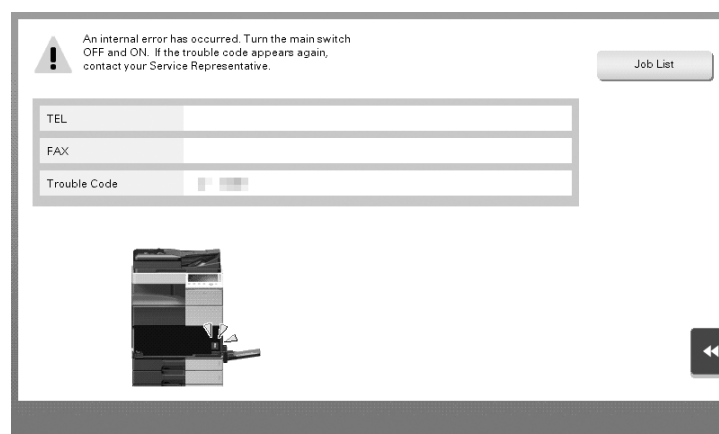 An internal error has occurred. Turn the main switch
OFF and ON. If the trouble code appears again,
contact your Service Representative.
Job List
TEL
FAX
Trouble Code